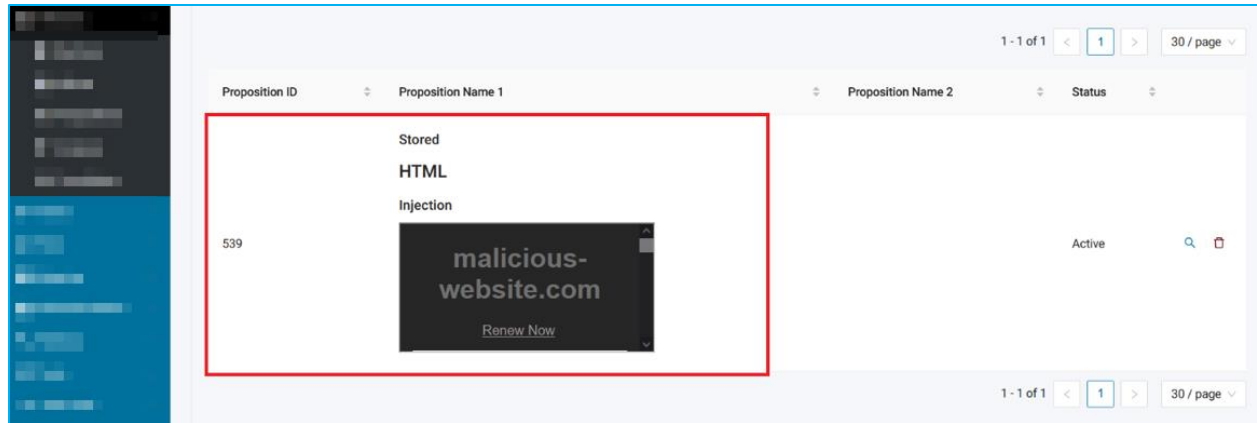 1 - 1 of 1 < 1 > 30 / page
Proposition ID Proposition Name 1 Proposition Name 2 Status
Stored
HTML
Injection
539 Active
malicious-
website.com
Renew Now
1 - 1 of 1 < 1 > 30 / page